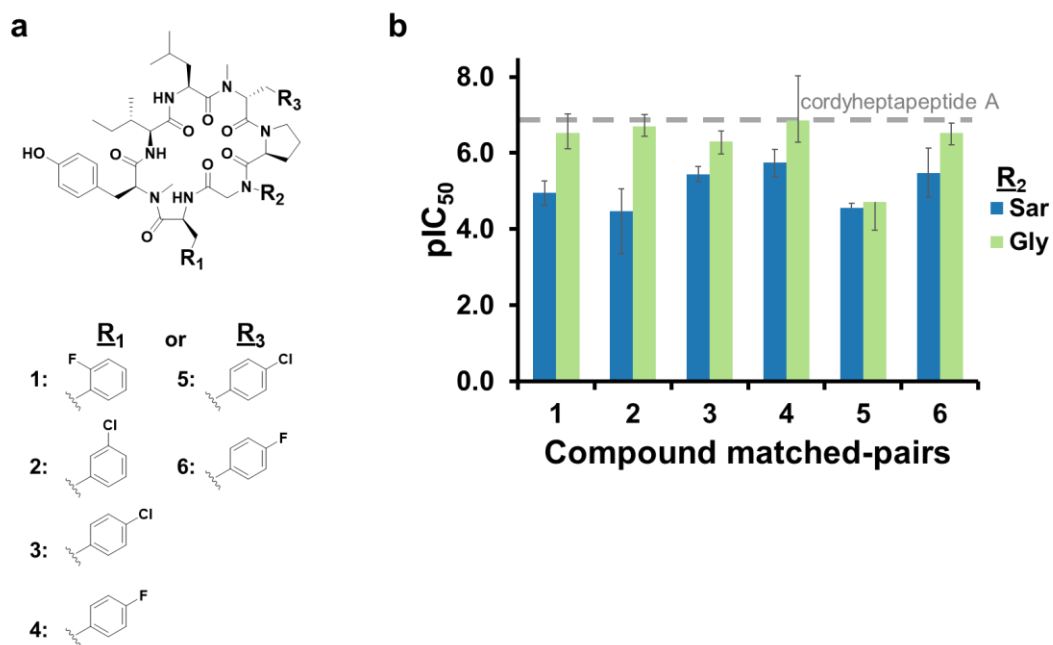 a
b
O
HN
N
R3
O
O
O
N
HO
NH
O
O
O
N
R2
N
NH
O
R1
R1 or R3
1:
F
5:
Cl
2:
Cl
6:
F
3:
Cl
4:
F
8.0
6.0
4.0
2.0
0.0
pIC50
cordyheptapeptide A
R2
Sar
Gly
1 2 3 4 5 6
Compound matched-pairs